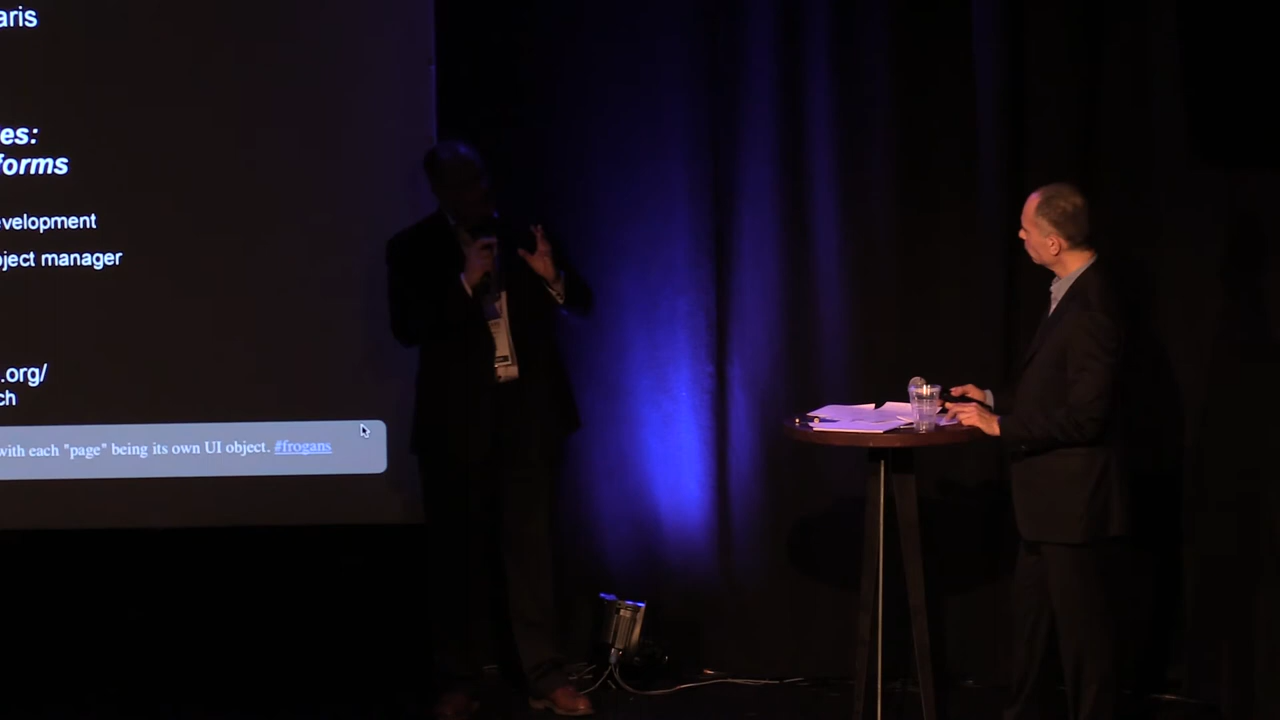 aris
es:
forms
evelopment
ject manager
.org/
ch
with each "page" being its own UI object. #frogans